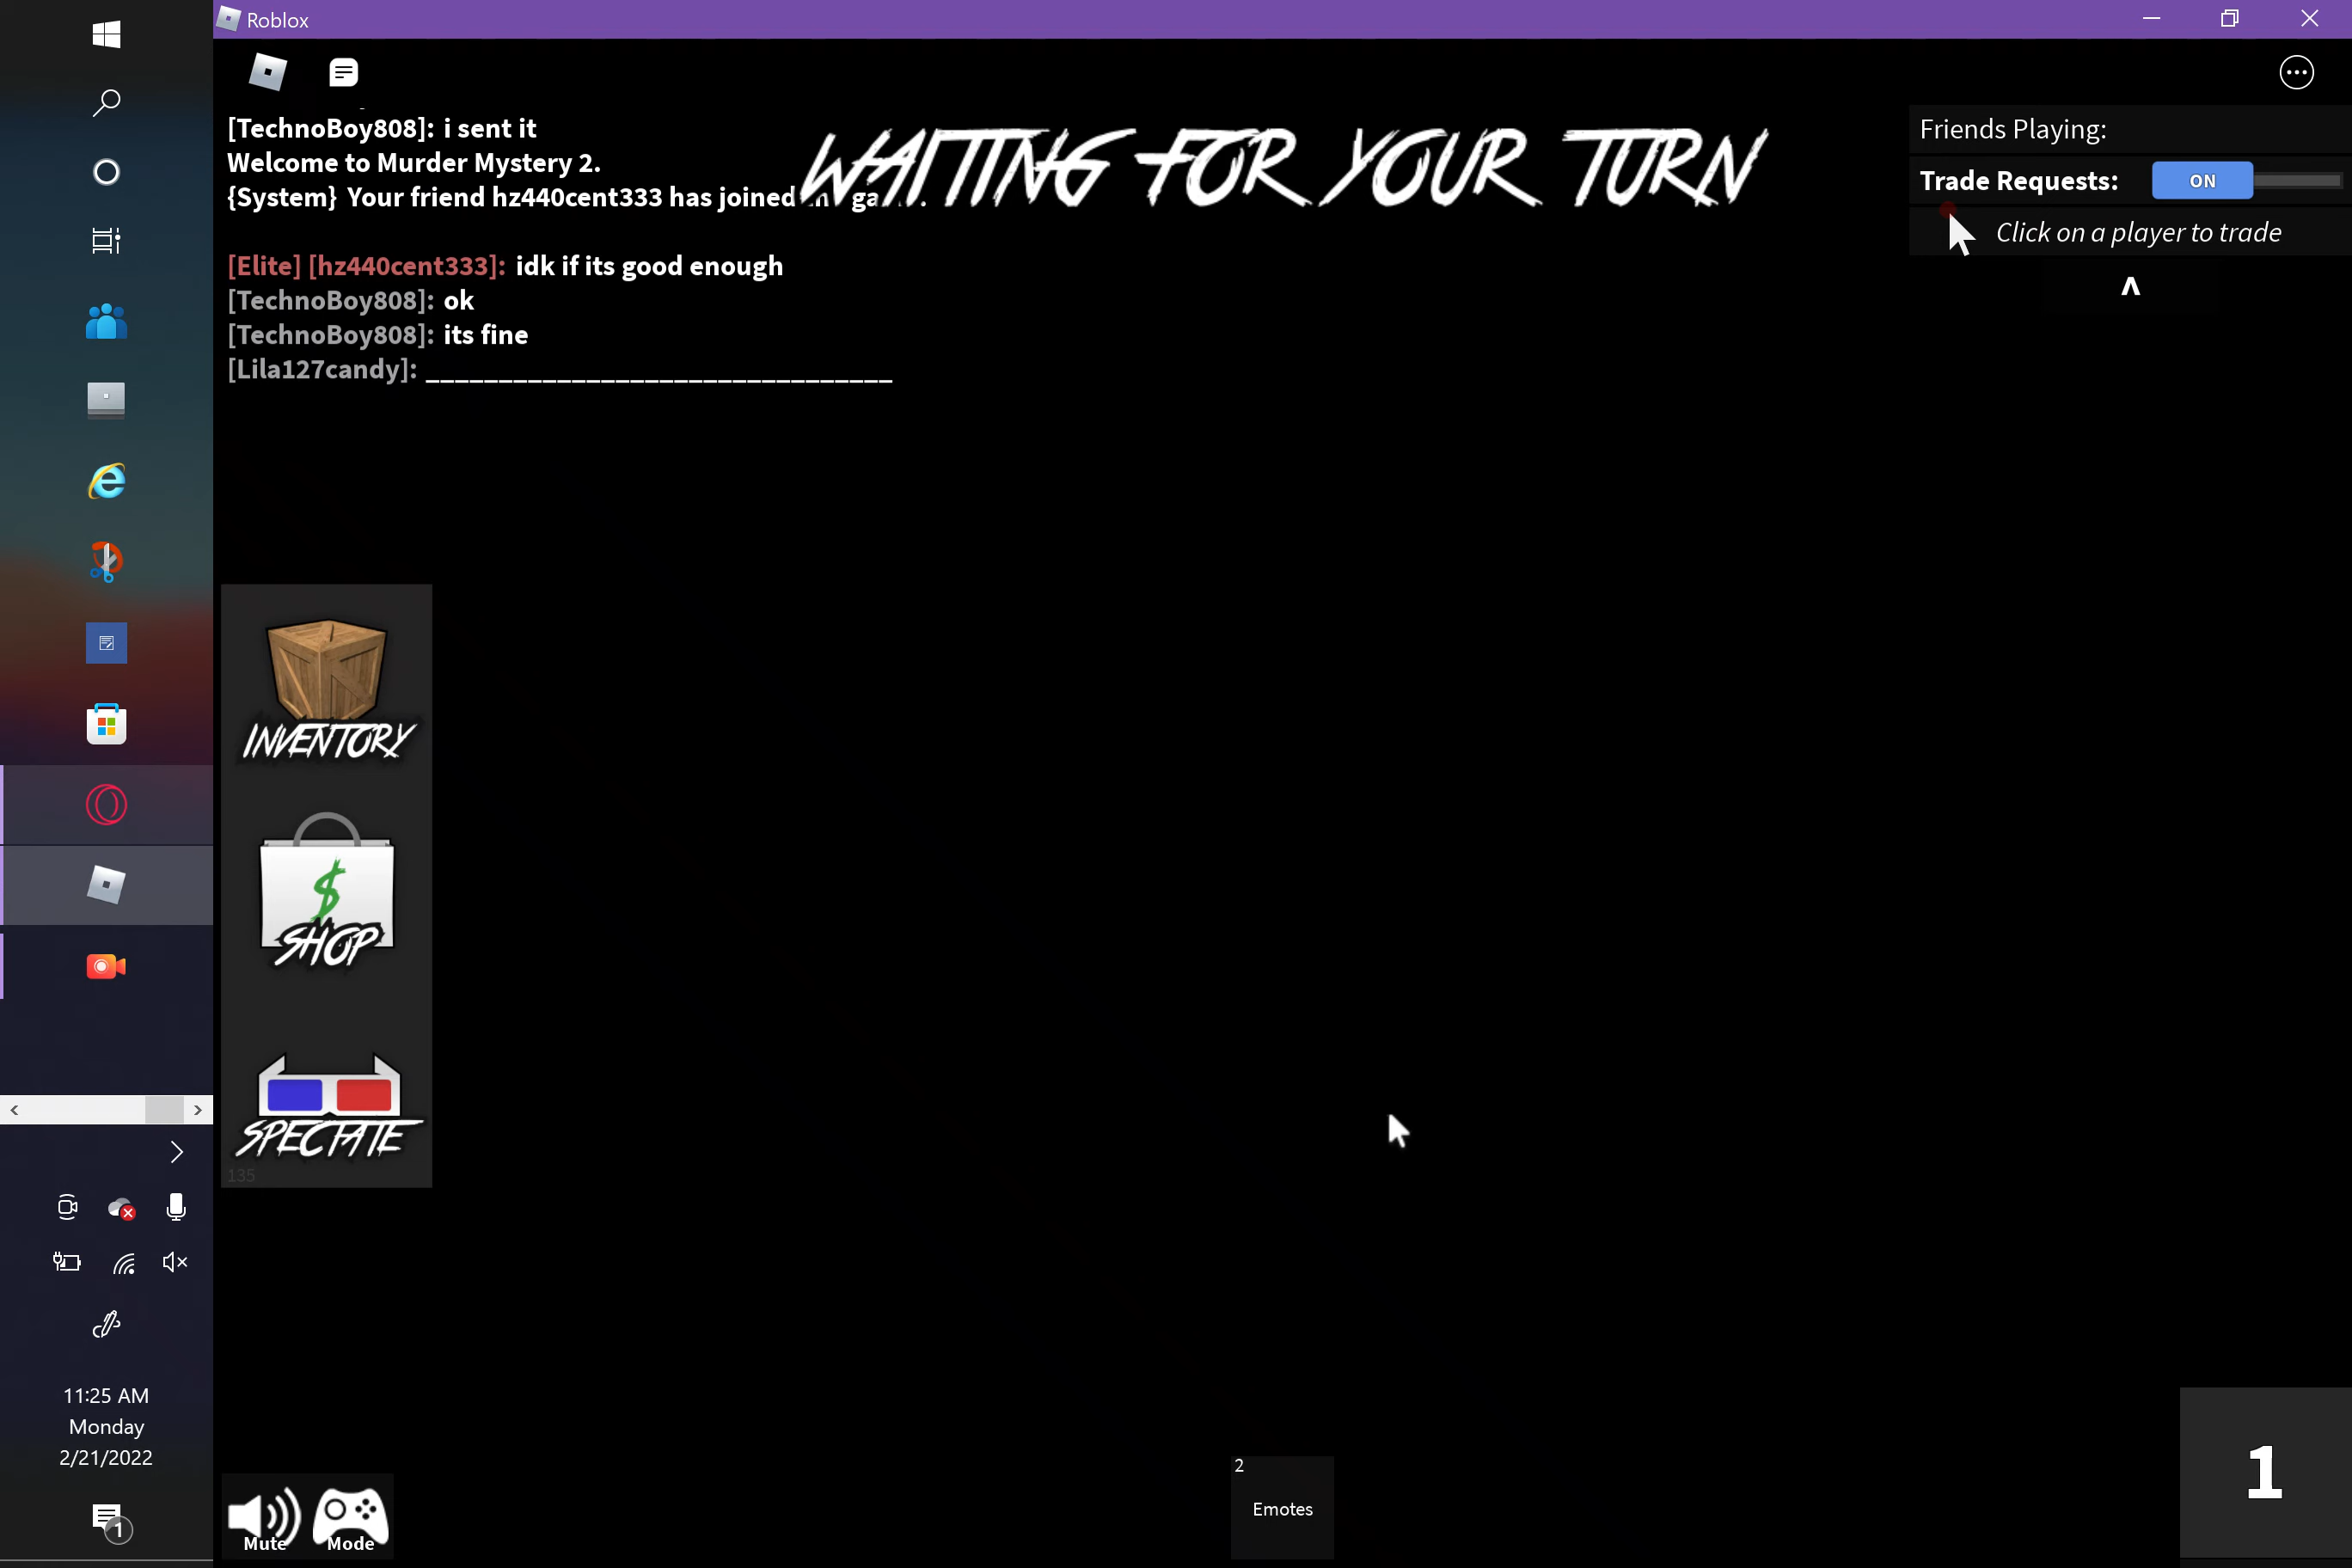 Roblox
[TechnoBoy808]: i sent it
Welcome to Murder Mystery 2.
{System} Your friend hz440cent333 has joined
WAITING FOR YOUR TURN
[Elite] [hz440cent333]: idk if its good enough
[TechnoBoy808]: ok
[TechnoBoy808]: its fine
[Lila127candy]: ________________________________
Friends Playing:
Trade Requests: ON
Click on a player to trade
INVENTORY
$
SHOP
SPECTATE
135
11:25 AM
Monday
2/21/2022
1
Mute
Mode
2
Emotes
1